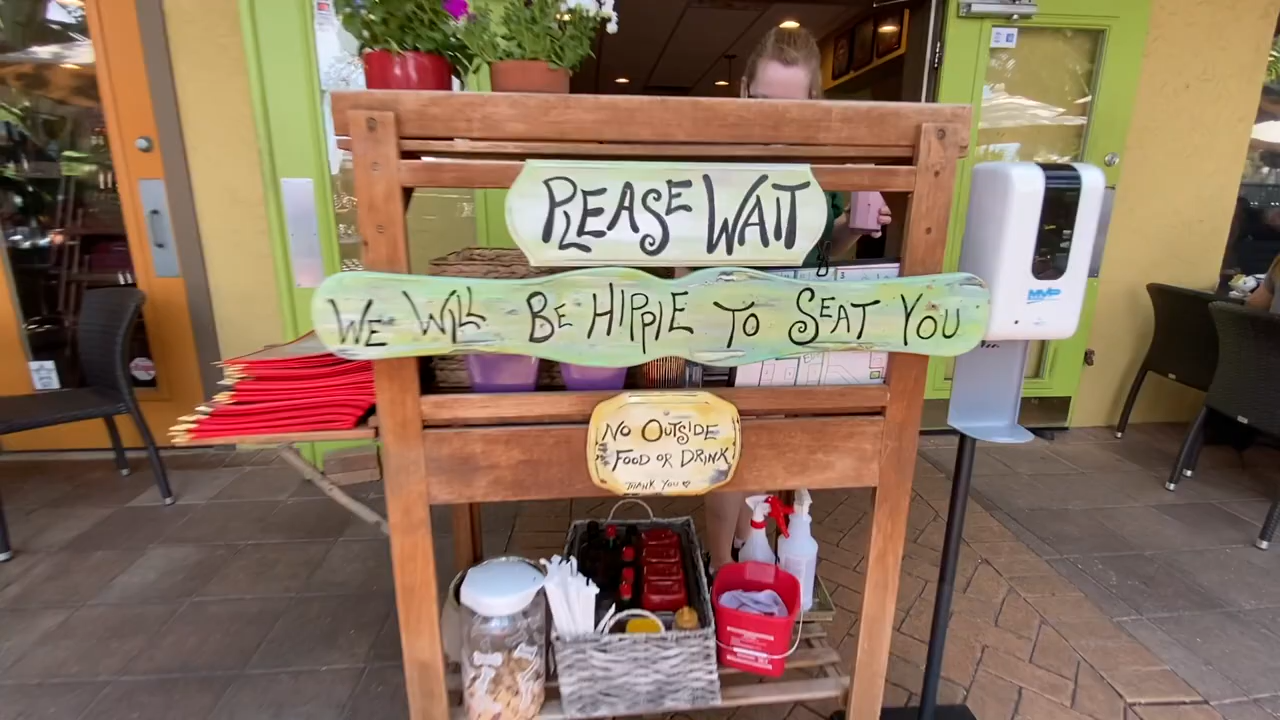 PLEASE WAIT
WE WILL BE HIPPIE TO SEAT YOU
NO OUTSIDE
FOOD OR DRINK
THANK YOU
MVP